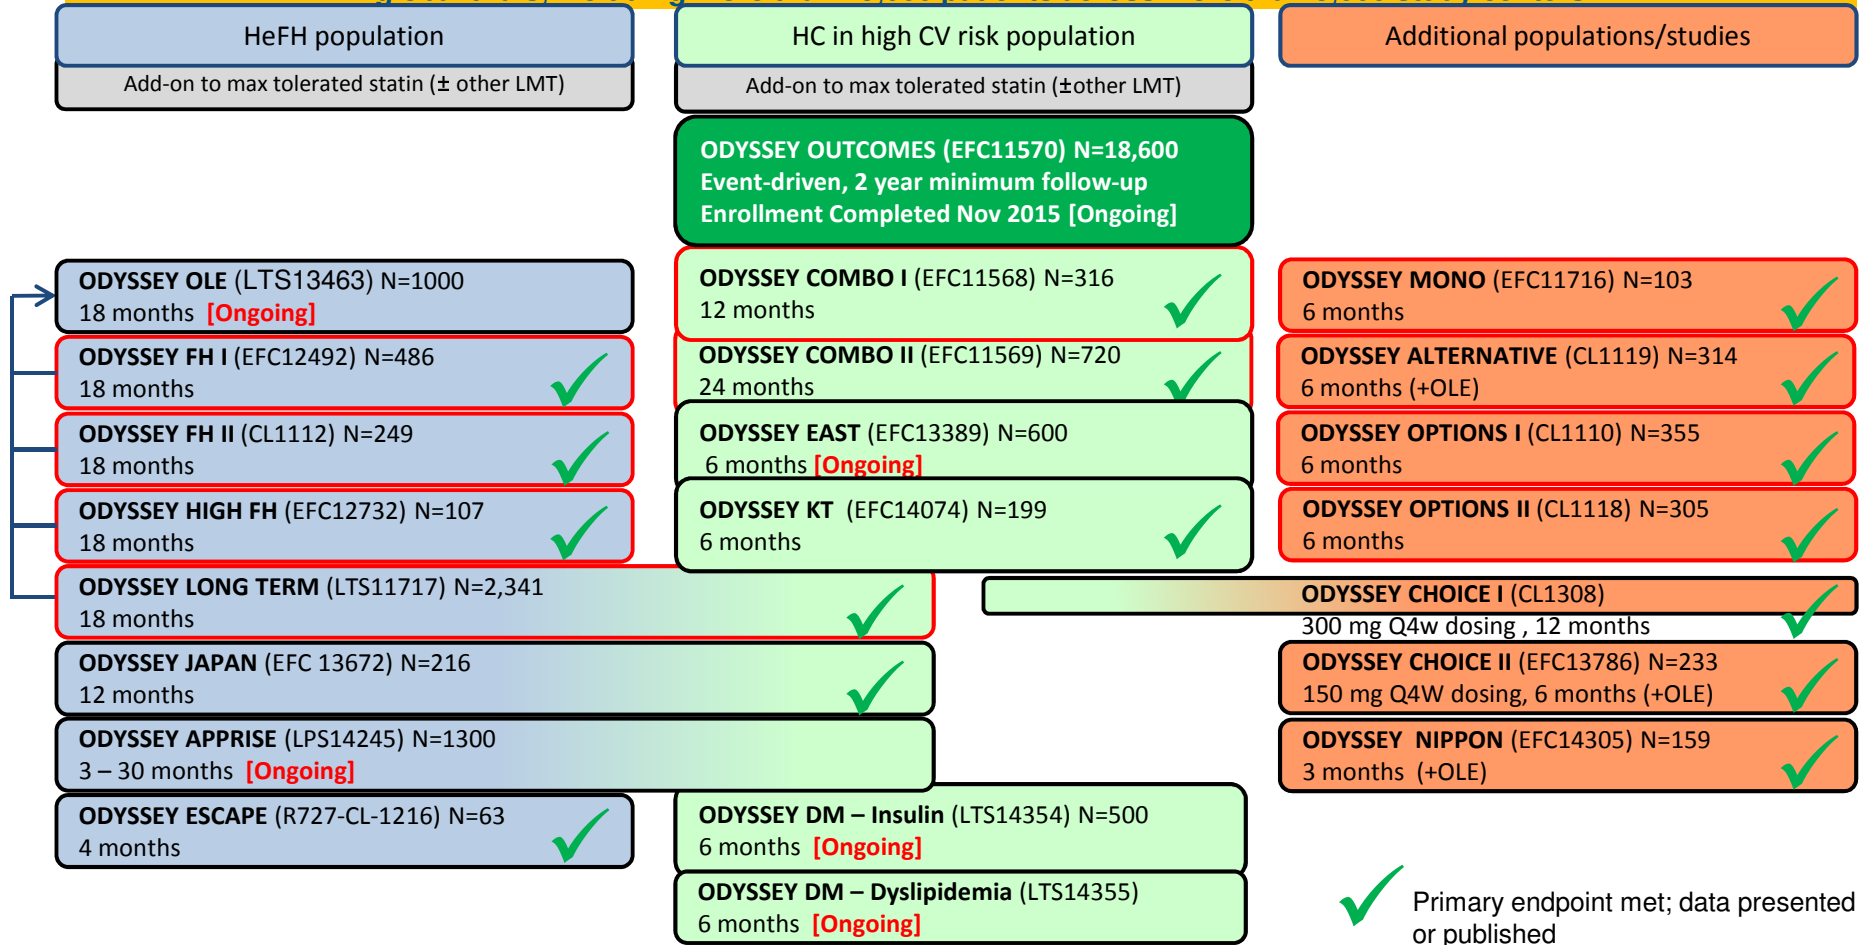 HeFH population
Add-on to max tolerated statin (± other LMT)
ODYSSEY OLE (LTS13463) N=1000
18 months [Ongoing]
ODYSSEY FH I (EFC12492) N=486
18 months
ODYSSEY FH II (CL1112) N=249
18 months
ODYSSEY HIGH FH (EFC12732) N=107
18 months
ODYSSEY LONG TERM (LTS11717) N=2,341
18 months
ODYSSEY JAPAN (EFC 13672) N=216
12 months
ODYSSEY APPRISE (LPS14245) N=1300
3 – 30 months [Ongoing]
ODYSSEY ESCAPE (R727-CL-1216) N=63
4 months
HC in high CV risk population
Add-on to max tolerated statin (±other LMT)
ODYSSEY OUTCOMES (EFC11570) N=18,600
Event-driven, 2 year minimum follow-up
Enrollment Completed Nov 2015 [Ongoing]
ODYSSEY COMBO I (EFC11568) N=316
12 months
ODYSSEY COMBO II (EFC11569) N=720
24 months
ODYSSEY EAST (EFC13389) N=600
6 months [Ongoing]
ODYSSEY KT (EFC14074) N=199
6 months
ODYSSEY DM – Insulin (LTS14354) N=500
6 months [Ongoing]
ODYSSEY DM – Dyslipidemia (LTS14355)
6 months [Ongoing]
Additional populations/studies
ODYSSEY MONO (EFC11716) N=103
6 months
ODYSSEY ALTERNATIVE (CL1119) N=314
6 months (+OLE)
ODYSSEY OPTIONS I (CL1110) N=355
6 months
ODYSSEY OPTIONS II (CL1118) N=305
6 months
ODYSSEY CHOICE I (CL1308)
300 mg Q4w dosing , 12 months
ODYSSEY CHOICE II (EFC13786) N=233
150 mg Q4W dosing, 6 months (+OLE)
ODYSSEY NIPPON (EFC14305) N=159
3 months (+OLE)
Primary endpoint met; data presented
or published